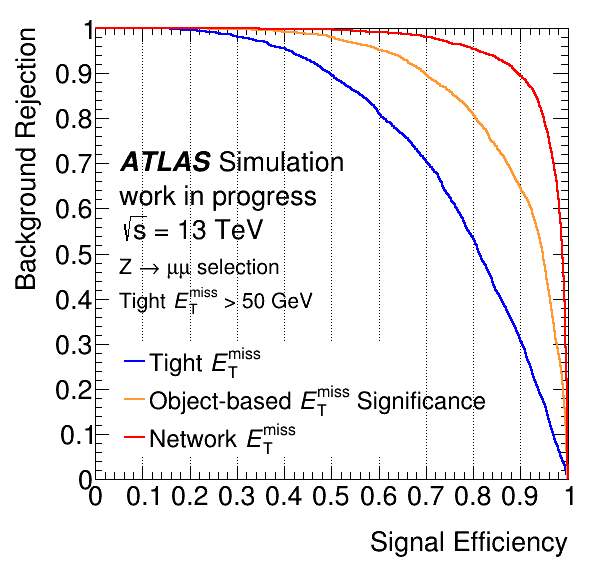 Background Rejection
1
0.9
0.8
0.7
0.6
0.5
0.4
0.3
0.2
0.1
0
ATLAS Simulation
work in progress
√s = 13 TeV
Z → μμ selection
Tight E_T^miss > 50 GeV
Tight E_T^miss
Object-based E_T^miss Significance
Network E_T^miss
0 0.1 0.2 0.3 0.4 0.5 0.6 0.7 0.8 0.9 1
Signal Efficiency